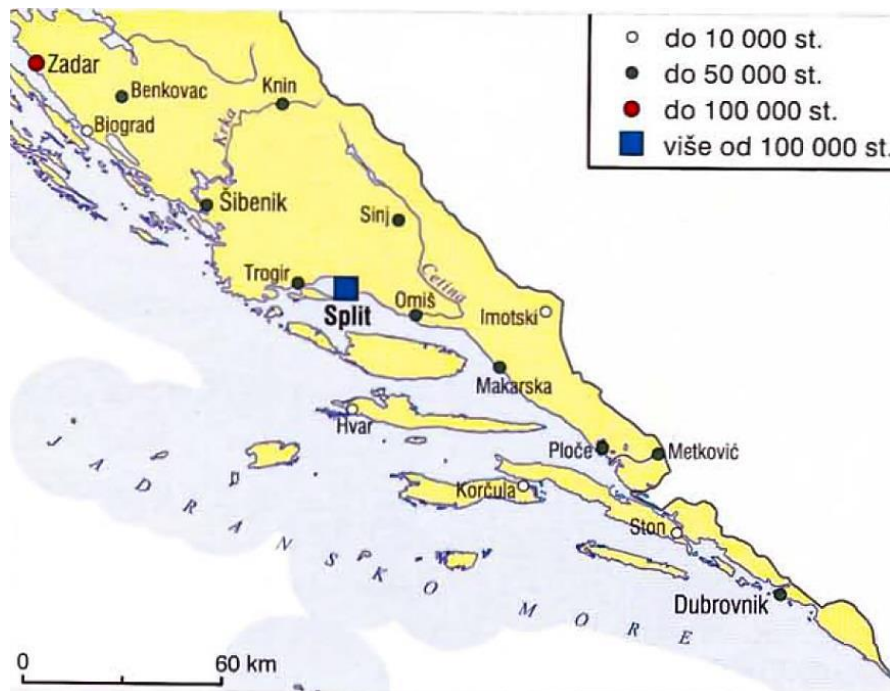 do 10 000 st.
do 50 000 st.
do 100 000 st.
više od 100 000 st.
Zadar
Benkovac
Knin
Biograd
Krka
Šibenik
Sinj
Trogir
Cetina
Split
Omiš
Imotski
Makarska
Hvar
Ploče
Metković
Korčula
Ston
Dubrovnik
JADRANSKO MORE
0 60 km